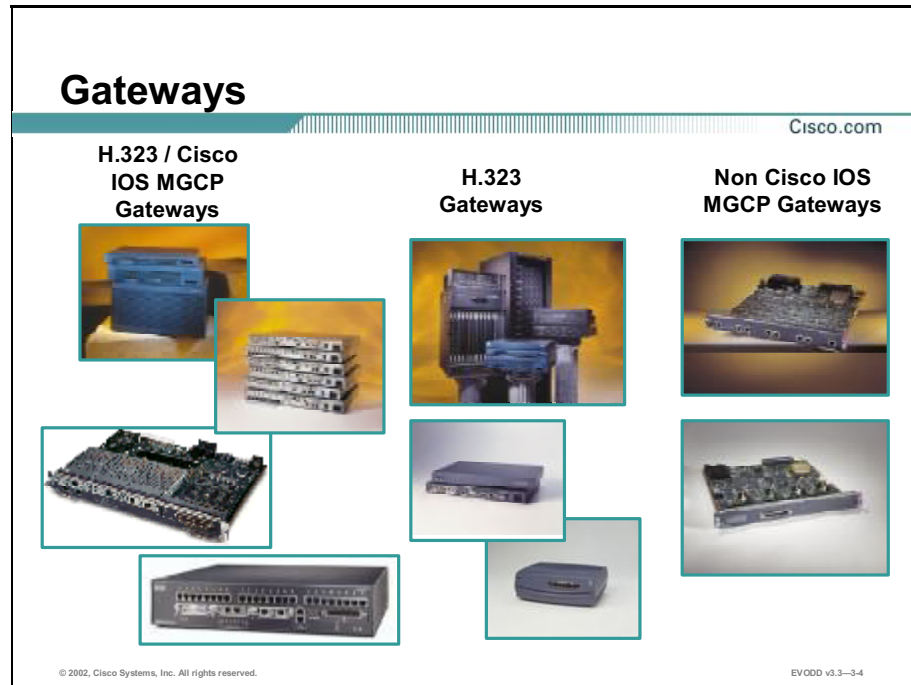 Gateways
Cisco.com
H.323 / Cisco
IOS MGCP
Gateways
H.323
Gateways
Non Cisco IOS
MGCP Gateways
© 2002, Cisco Systems, Inc. All rights reserved.
EVODD v3.3—3-4